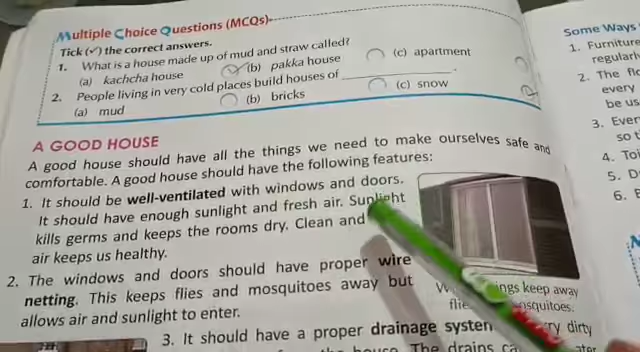 Multiple Choice Questions (MCQs)
Tick (✓) the correct answers.
1. What is a house made up of mud and straw called?
(a) kachcha house (b) pakka house (c) apartment
2. People living in very cold places build houses of ____________.
(a) mud (b) bricks (c) snow
A GOOD HOUSE
A good house should have all the things we need to make ourselves safe and
comfortable. A good house should have the following features:
1. It should be well-ventilated with windows and doors.
It should have enough sunlight and fresh air. Sunlight
kills germs and keeps the rooms dry. Clean and
air keeps us healthy.
2. The windows and doors should have proper wire
netting. This keeps flies and mosquitoes away but
allows air and sunlight to enter.
keep away
3. It should have a proper drainage
dirty
The drains
Some Ways
1. Furniture
2. The
every
be us
3.
4.
5.
6.